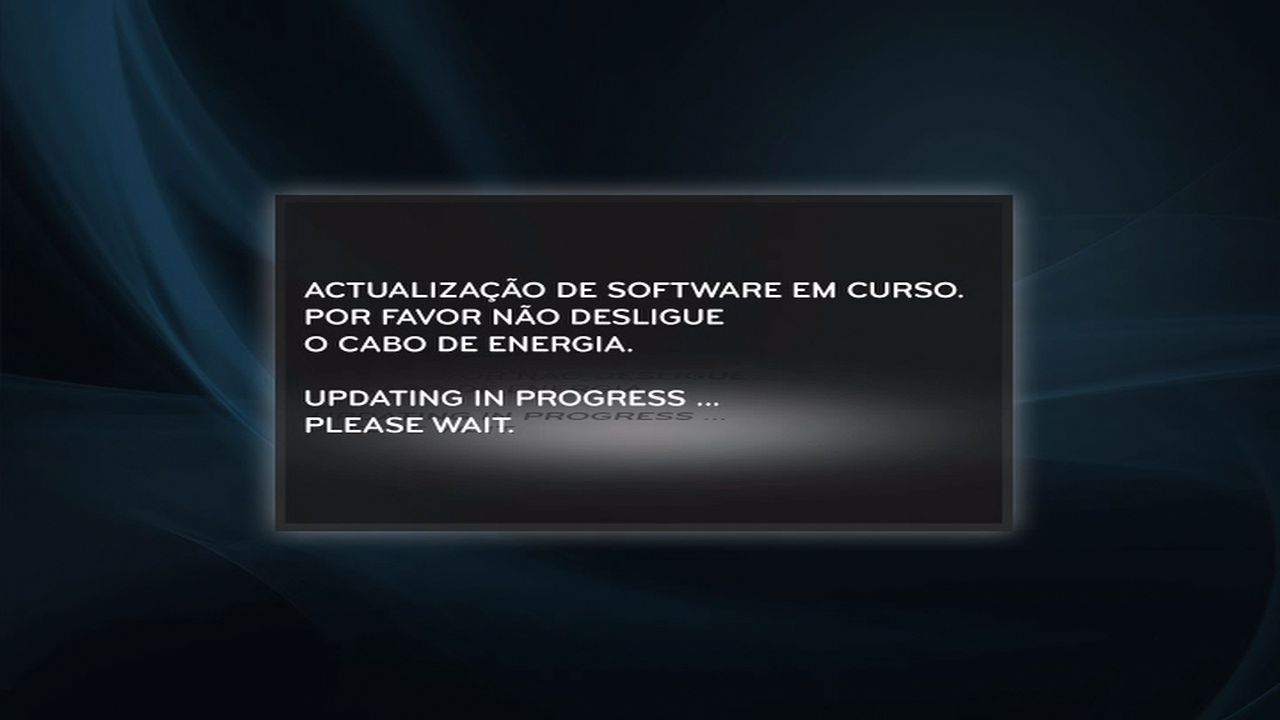 ACTUALIZAÇÃO DE SOFTWARE EM CURSO.
POR FAVOR NÃO DESLIGUE
O CABO DE ENERGIA.
UPDATING IN PROGRESS ...
PLEASE WAIT.